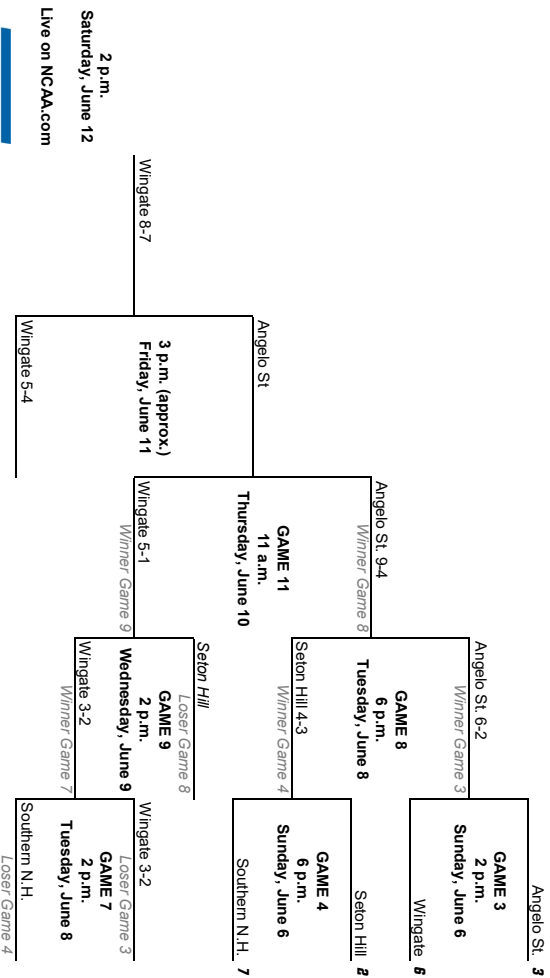 Angelo St. 3
GAME 3
2 p.m.
Sunday, June 6
Angelo St. 6-2
Winner Game 3
Wingate 6
GAME 8
6 p.m.
Tuesday, June 8
Angelo St. 9-4
Winner Game 8
Seton Hill 2
GAME 4
6 p.m.
Sunday, June 6
Seton Hill 4-3
Winner Game 4
Southern N.H. 7
GAME 11
11 a.m.
Thursday, June 10
Angelo St
Seton Hill
Loser Game 8
GAME 9
2 p.m.
Wednesday, June 9
Wingate 5-1
Winner Game 9
Wingate 3-2
Loser Game 3
GAME 7
2 p.m.
Tuesday, June 8
Wingate 3-2
Winner Game 7
Southern N.H.
Loser Game 4
3 p.m. (approx.)
Friday, June 11
Wingate 8-7
Wingate 5-4
2 p.m.
Saturday, June 12
Live on NCAA.com